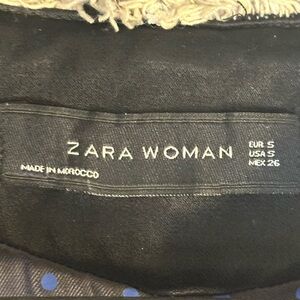 ZARA WOMAN
EUR S
USA S
MEX 26
MADE IN MOROCCO